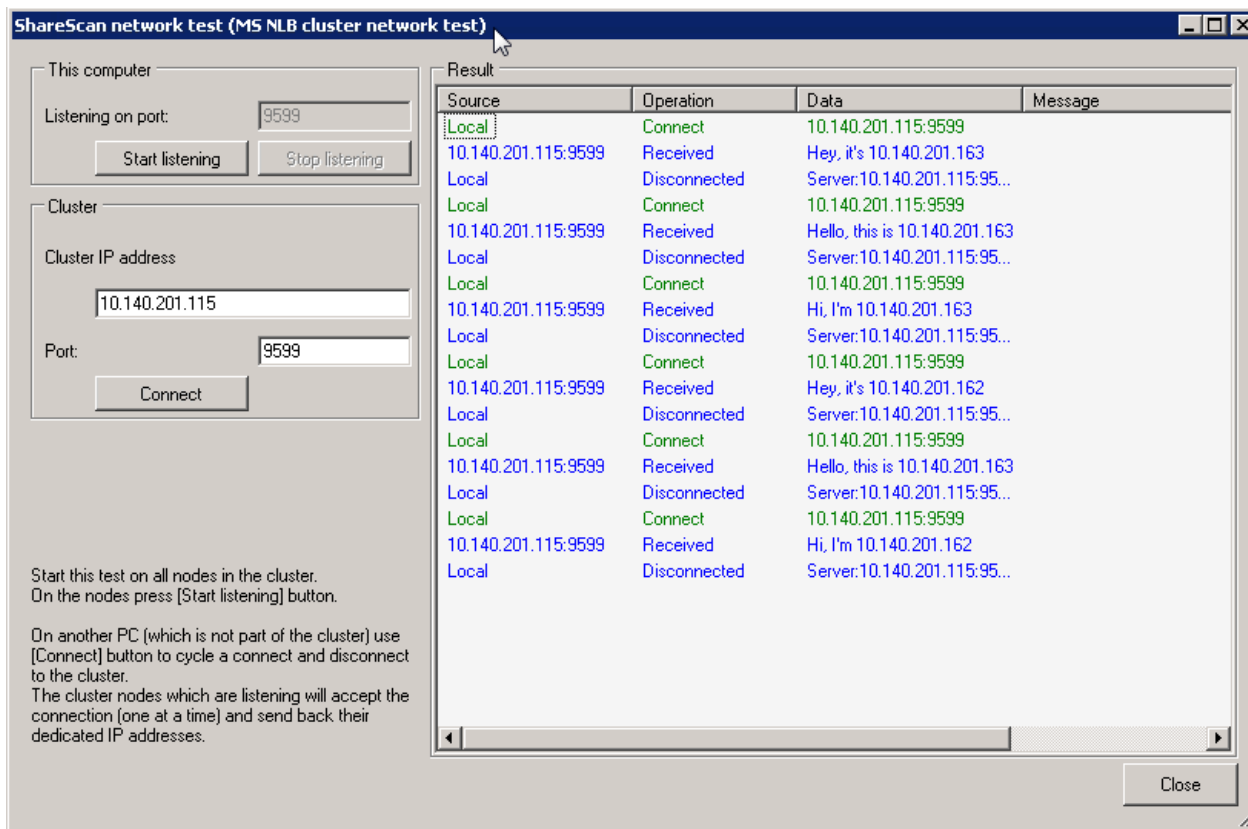 ShareScan network test (MS NLB cluster network test)
This computer
Listening on port:
9599
Start listening
Stop listening
Cluster
Cluster IP address
10.140.201.115
Port:
9599
Connect
Start this test on all nodes in the cluster.
On the nodes press [Start listening] button.
On another PC (which is not part of the cluster) use
[Connect] button to cycle a connect and disconnect
to the cluster.
The cluster nodes which are listening will accept the
connection (one at a time) and send back their
dedicated IP addresses.
Result
Source Operation Data Message
Local Connect 10.140.201.115:9599
10.140.201.115:9599 Received Hey, it's 10.140.201.163
Local Disconnected Server:10.140.201.115:95...
Local Connect 10.140.201.115:9599
10.140.201.115:9599 Received Hello, this is 10.140.201.163
Local Disconnected Server:10.140.201.115:95...
Local Connect 10.140.201.115:9599
10.140.201.115:9599 Received Hi, I'm 10.140.201.163
Local Disconnected Server:10.140.201.115:95...
Local Connect 10.140.201.115:9599
10.140.201.115:9599 Received Hey, it's 10.140.201.162
Local Disconnected Server:10.140.201.115:95...
Local Connect 10.140.201.115:9599
10.140.201.115:9599 Received Hello, this is 10.140.201.163
Local Disconnected Server:10.140.201.115:95...
Local Connect 10.140.201.115:9599
10.140.201.115:9599 Received Hi, I'm 10.140.201.162
Local Disconnected Server:10.140.201.115:95...
Close